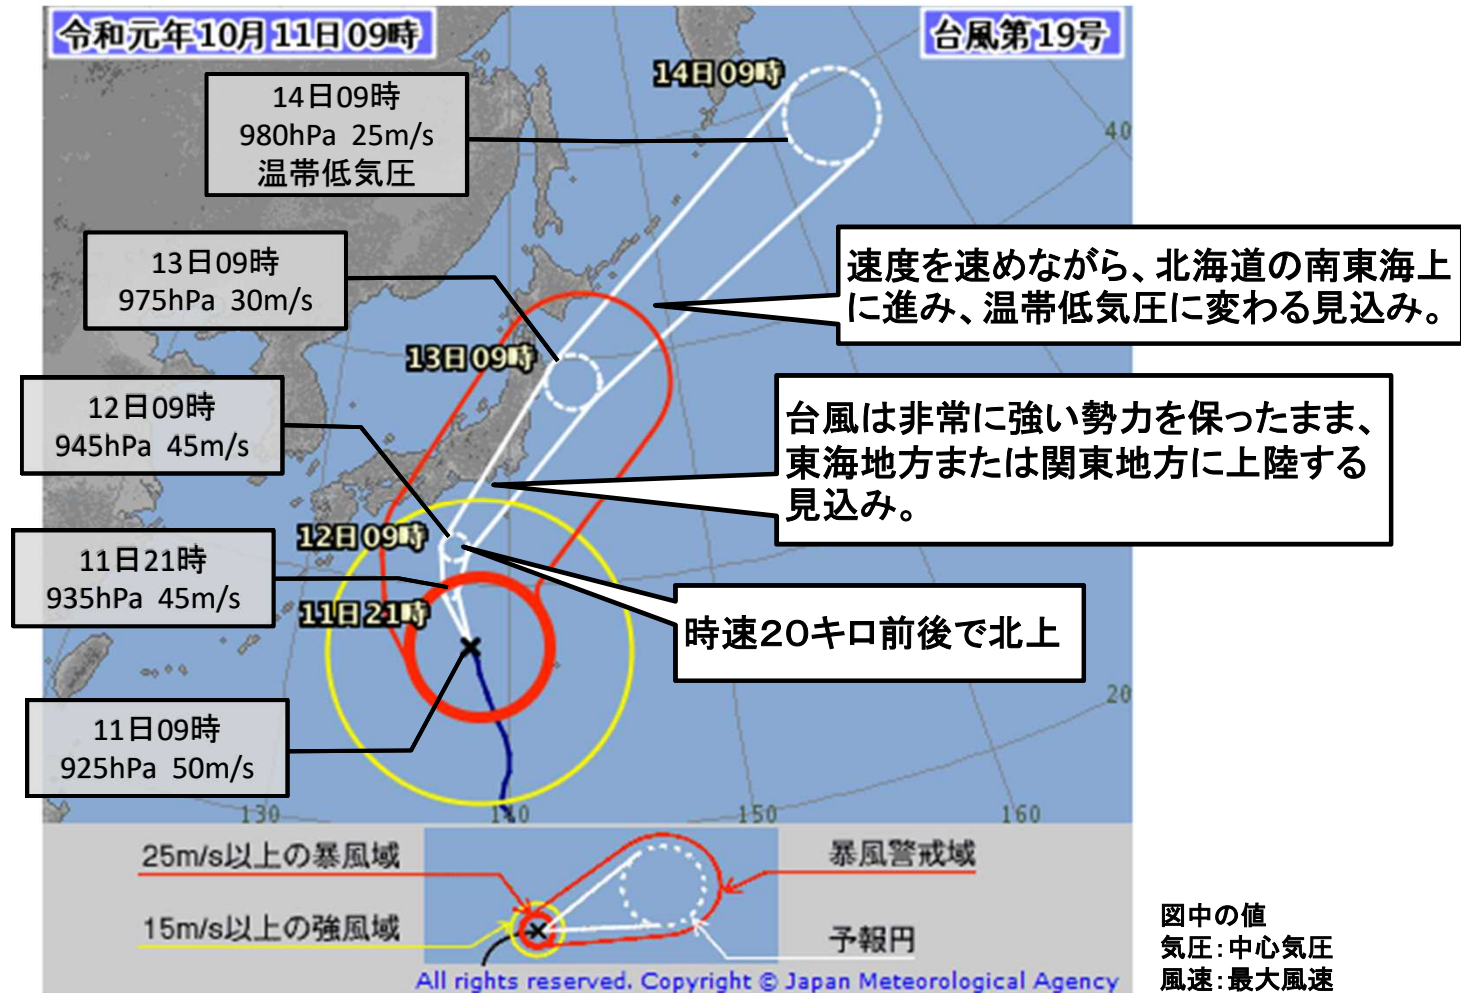 令和元年10月11日09時
台風第19号
14日09時
14日09時
980hPa 25m/s
温帯低気圧
40
速度を速めながら、北海道の南東海上
に進み、温帯低気圧に変わる見込み。
13日09時
975hPa 30m/s
13日09時
台風は非常に強い勢力を保ったまま、
東海地方または関東地方に上陸する
見込み。
12日09時
945hPa 45m/s
12日09時
11日21時
935hPa 45m/s
11日21時
時速20キロ前後で北上
20
11日09時
925hPa 50m/s
130
140
150
160
25m/s以上の暴風域
暴風警戒域
15m/s以上の強風域
予報円
All rights reserved. Copyright © Japan Meteorological Agency
図中の値
気圧:中心気圧
風速:最大風速